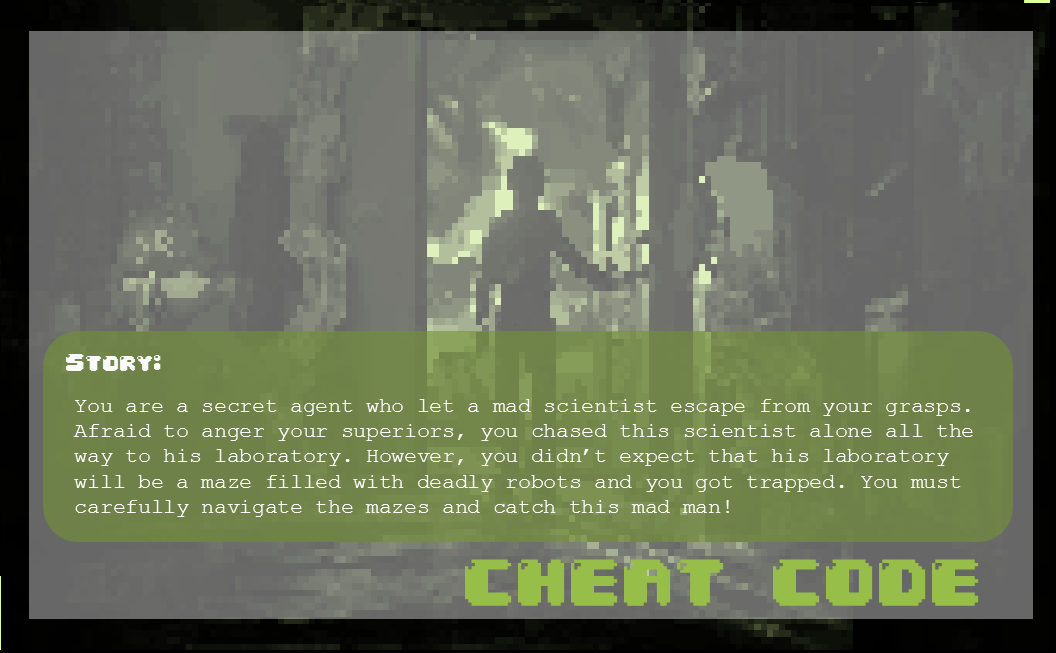 Story:
You are a secret agent who let a mad scientist escape from your grasps.
Afraid to anger your superiors, you chased this scientist alone all the
way to his laboratory. However, you didn’t expect that his laboratory
will be a maze filled with deadly robots and you got trapped. You must
carefully navigate the mazes and catch this mad man!
CHEAT CODE